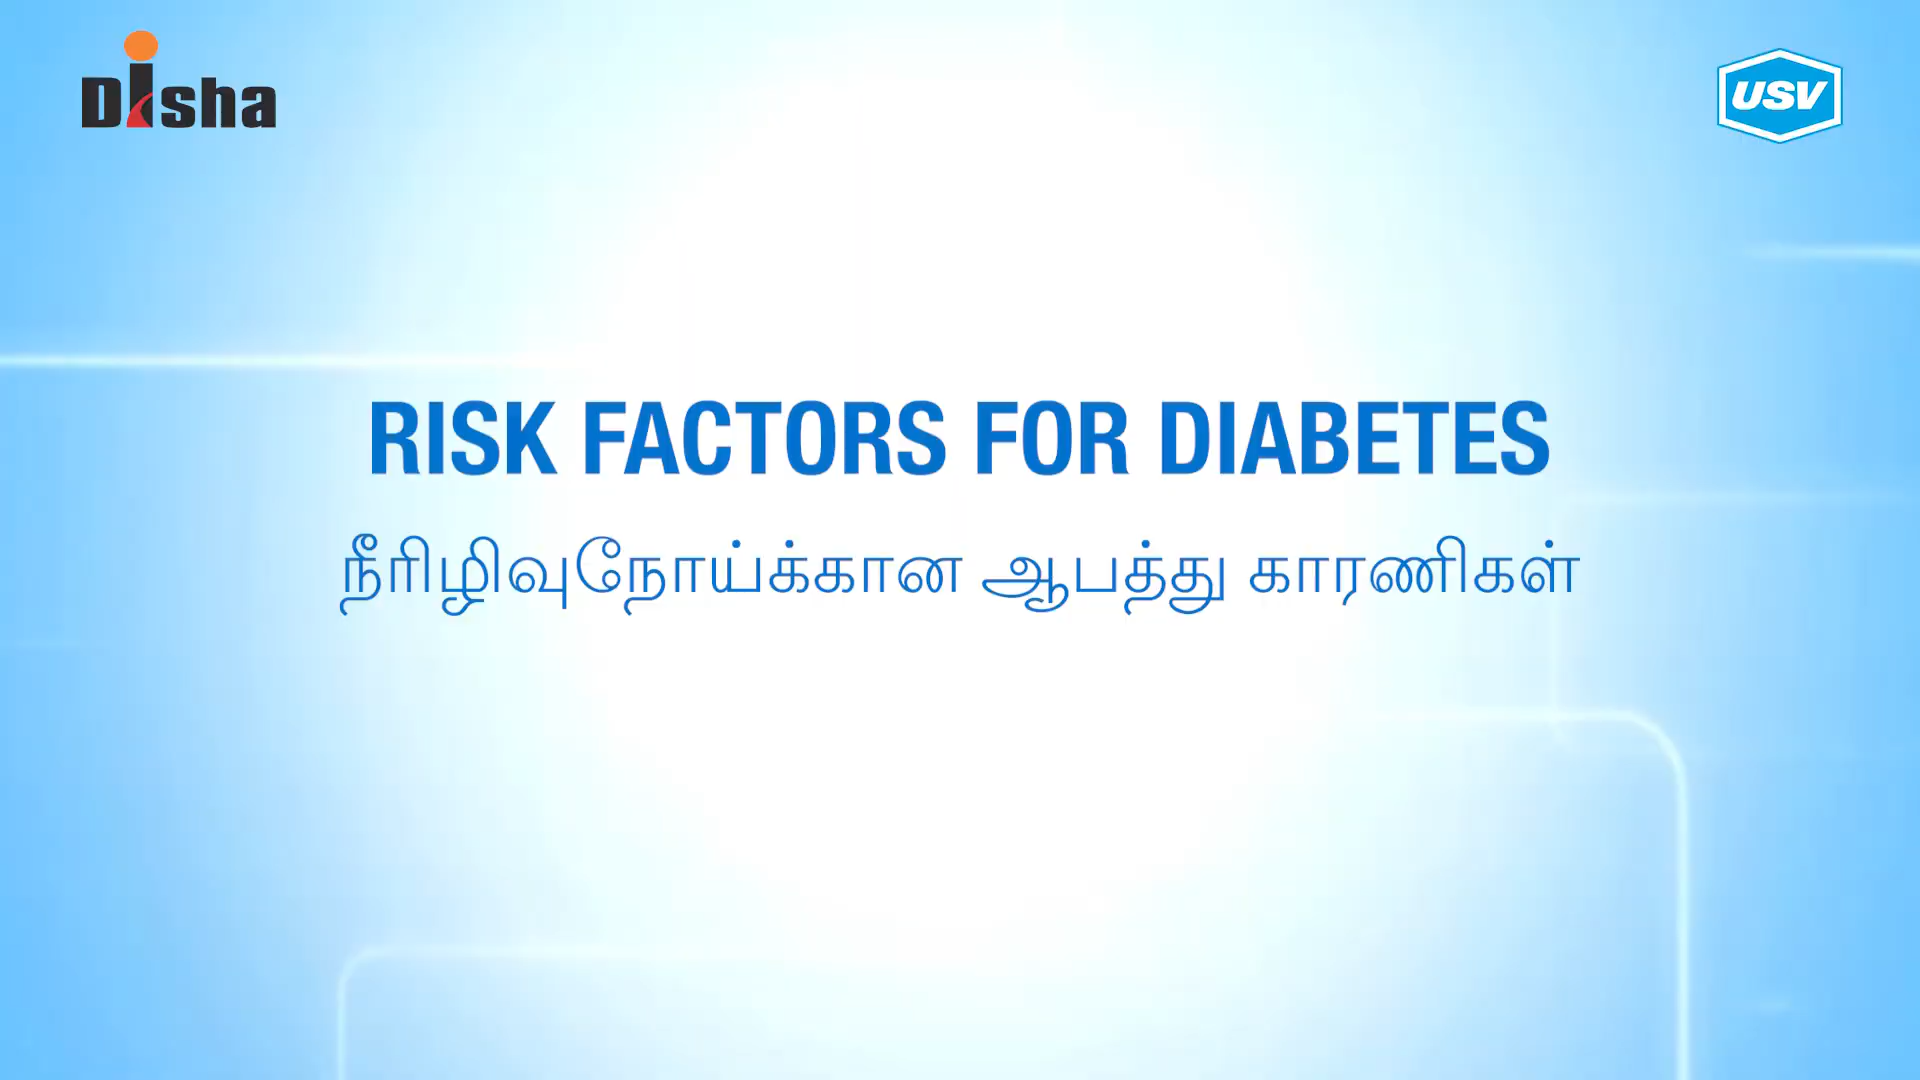 Disha
USV
RISK FACTORS FOR DIABETES
நீரிழிவுநோய்க்கான ஆபத்து காரணிகள்